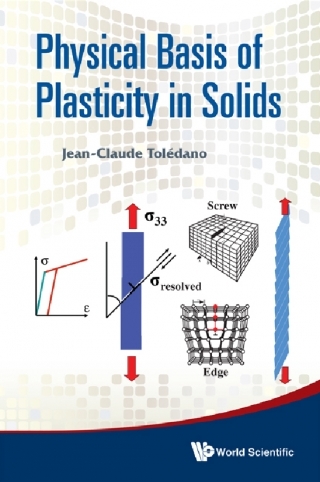 Physical Basis of
Plasticity in Solids
Jean-Claude Tolédano
Screw
σ33
σ
σresolved
ε
Edge
World Scientific